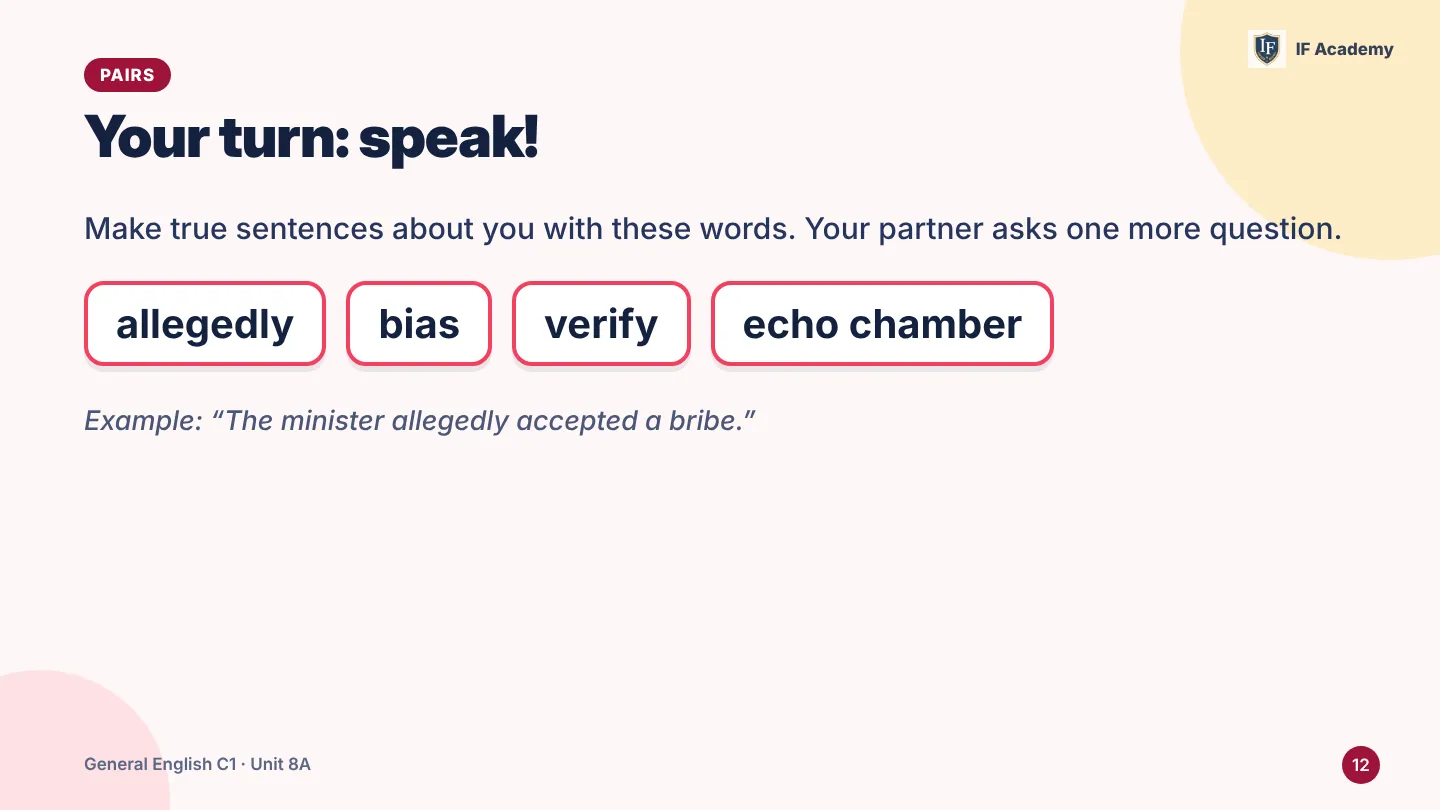 IF Academy
PAIRS
Your turn: speak!
Make true sentences about you with these words. Your partner asks one more question.
allegedly bias verify echo chamber
Example: “The minister allegedly accepted a bribe.”
General English C1 · Unit 8A
12